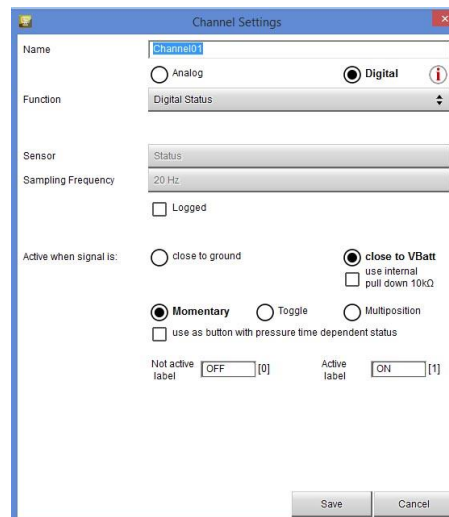 Channel Settings
Name
Channel01
Analog
Digital
Function
Digital Status
Sensor
Status
Sampling Frequency
20 Hz
Logged
Active when signal is:
close to ground
close to VBatt
use internal
pull down 10kΩ
Momentary
Toggle
Multiposition
use as button with pressure time dependent status
Not active
label
OFF
[0]
Active
label
ON
[1]
Save
Cancel